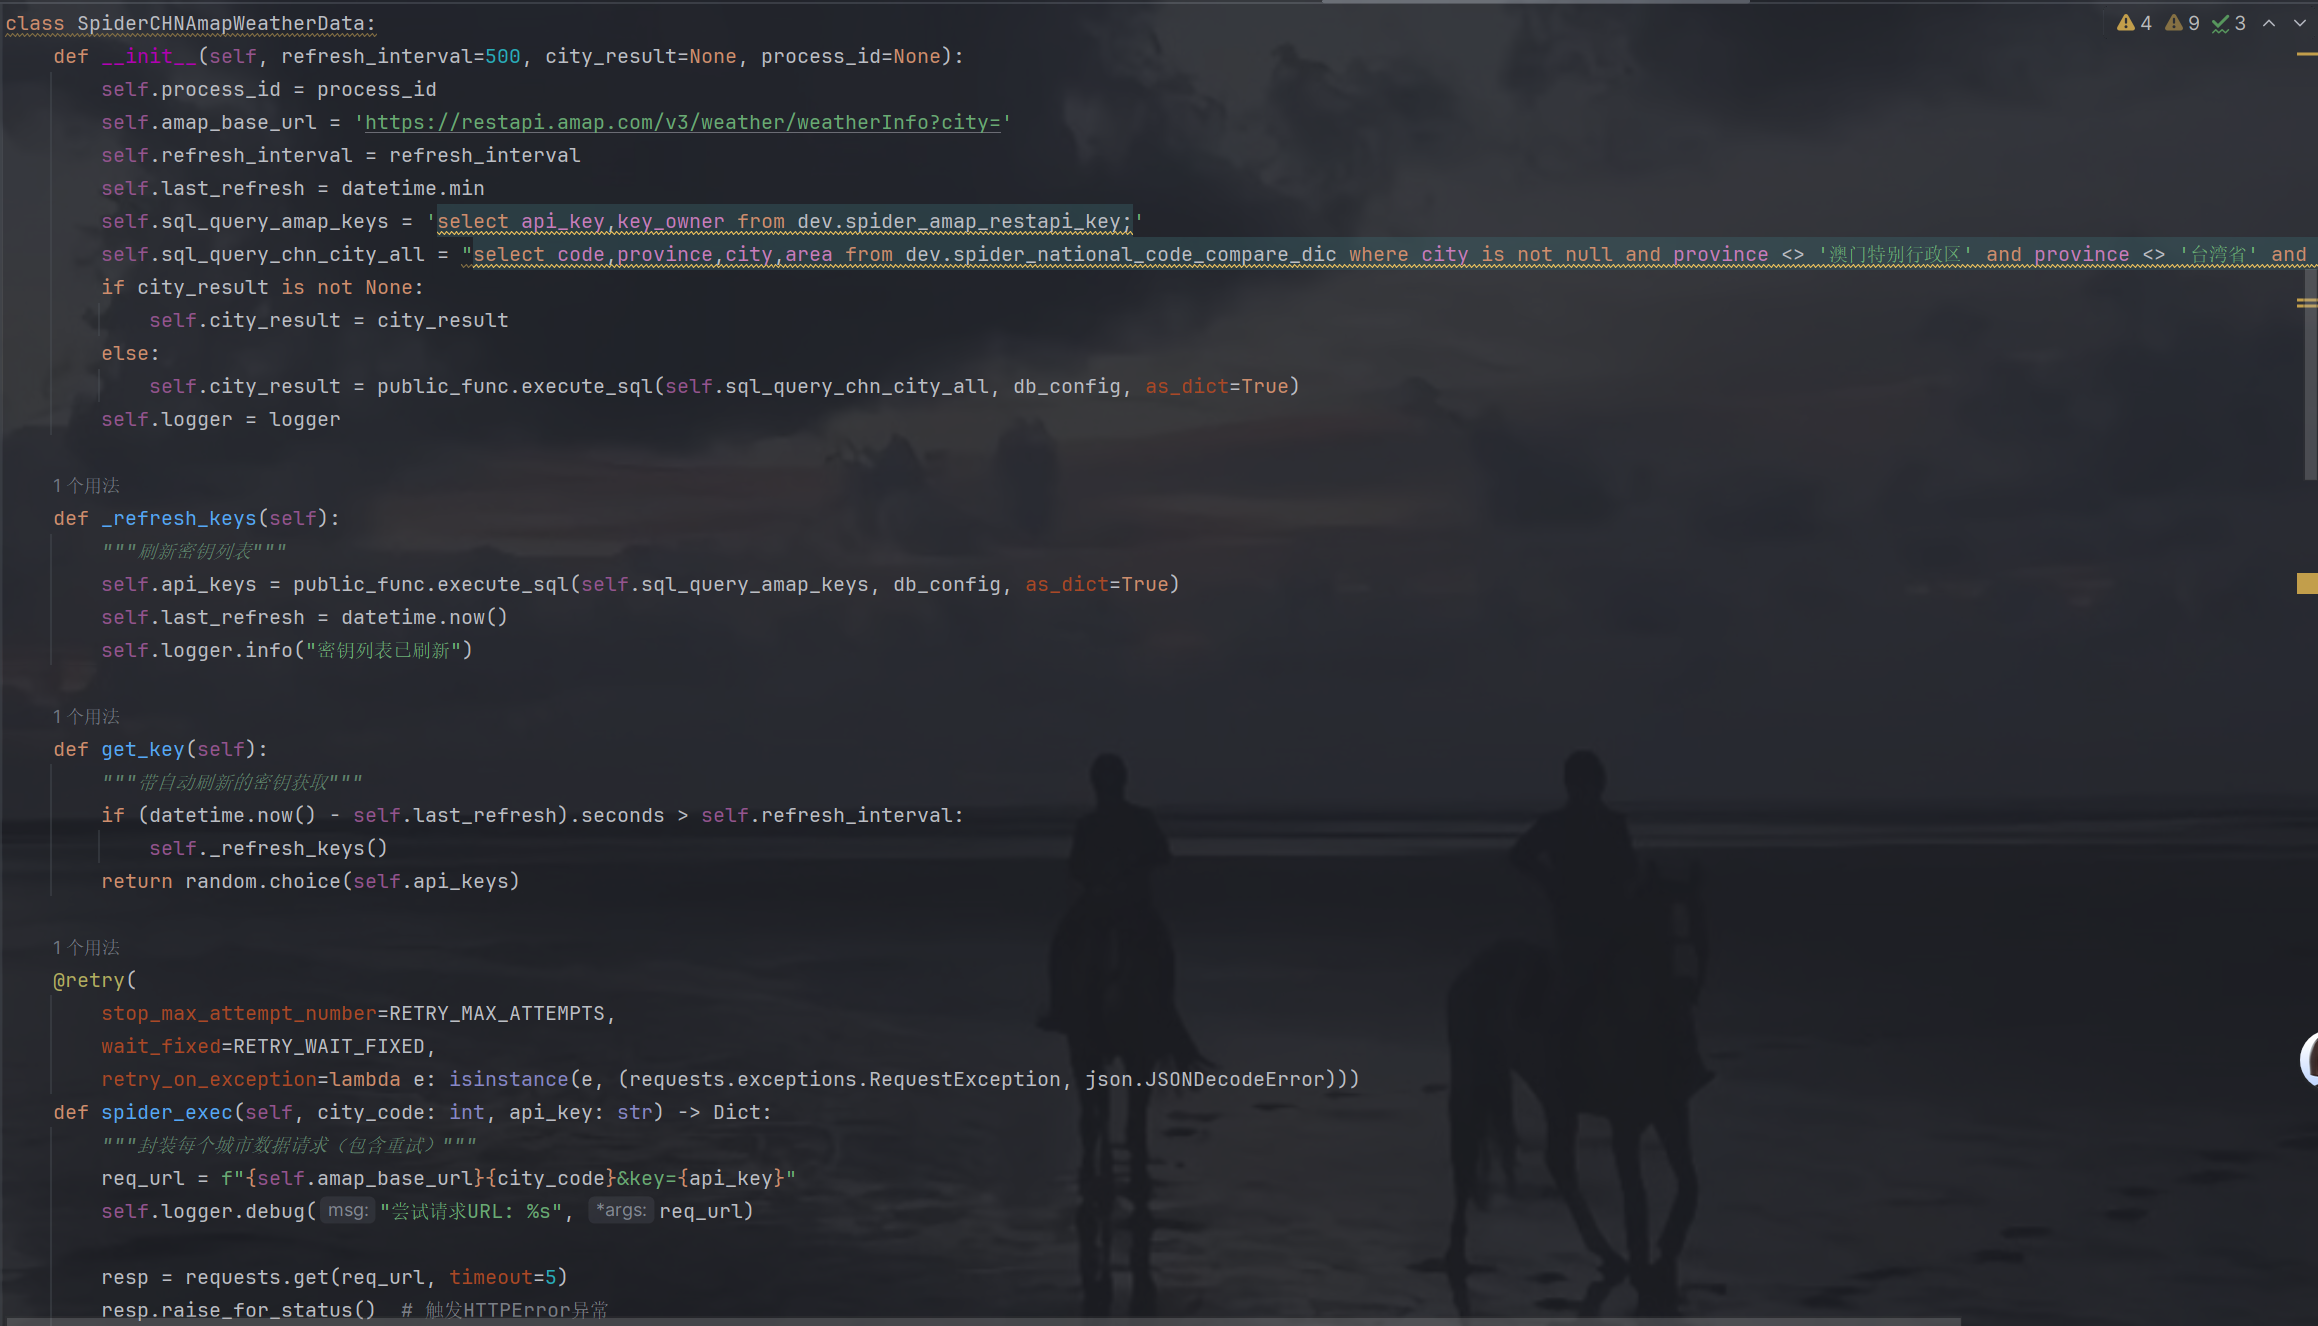 class SpiderCHNAmapWeatherData:
4 9 3
    def __init__(self, refresh_interval=500, city_result=None, process_id=None):
        self.process_id = process_id
        self.amap_base_url = 'https://restapi.amap.com/v3/weather/weatherInfo?city='
        self.refresh_interval = refresh_interval
        self.last_refresh = datetime.min
        self.sql_query_amap_keys = 'select api_key,key_owner from dev.spider_amap_restapi_key;'
        self.sql_query_chn_city_all = "select code,province,city,area from dev.spider_national_code_compare_dic where city is not null and province <> '澳门特别行政区' and province <> '台湾省' and
        if city_result is not None:
            self.city_result = city_result
        else:
            self.city_result = public_func.execute_sql(self.sql_query_chn_city_all, db_config, as_dict=True)
        self.logger = logger
    1 个用法
    def _refresh_keys(self):
        """刷新密钥列表"""
        self.api_keys = public_func.execute_sql(self.sql_query_amap_keys, db_config, as_dict=True)
        self.last_refresh = datetime.now()
        self.logger.info("密钥列表已刷新")
    1 个用法
    def get_key(self):
        """带自动刷新的密钥获取"""
        if (datetime.now() - self.last_refresh).seconds > self.refresh_interval:
            self._refresh_keys()
        return random.choice(self.api_keys)
    1 个用法
    @retry(
        stop_max_attempt_number=RETRY_MAX_ATTEMPTS,
        wait_fixed=RETRY_WAIT_FIXED,
        retry_on_exception=lambda e: isinstance(e, (requests.exceptions.RequestException, json.JSONDecodeError)))
    def spider_exec(self, city_code: int, api_key: str) -> Dict:
        """封装每个城市数据请求（包含重试）"""
        req_url = f"{self.amap_base_url}{city_code}&key={api_key}"
        self.logger.debug( msg: "尝试请求URL: %s", *args: req_url)
        resp = requests.get(req_url, timeout=5)
        resp.raise_for_status()  # 触发HTTPError异常